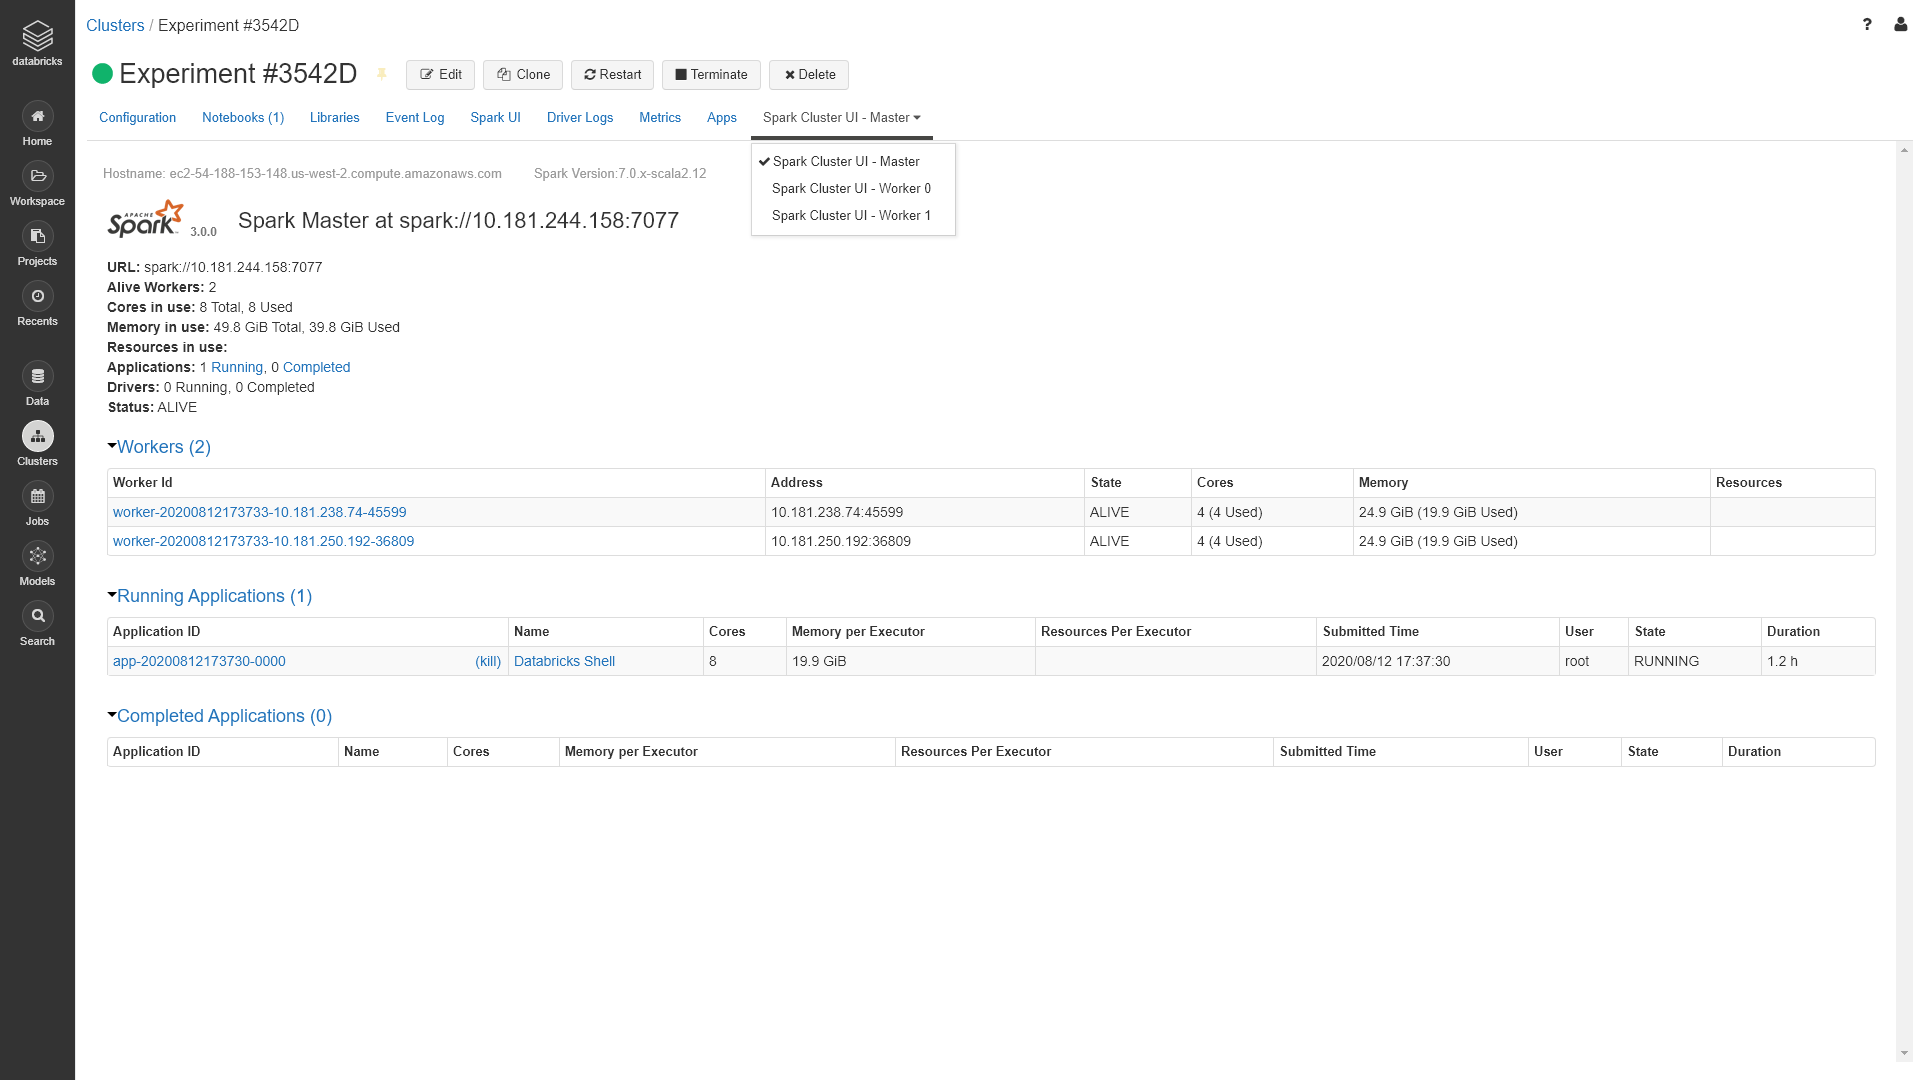 databricks
Home
Workspace
Projects
Recents
Data
Clusters
Jobs
Models
Search
Clusters / Experiment #3542D
?
Experiment #3542D Edit Clone Restart Terminate Delete
Configuration Notebooks (1) Libraries Event Log Spark UI Driver Logs Metrics Apps Spark Cluster UI - Master
Spark Cluster UI - Master
Spark Cluster UI - Worker 0
Spark Cluster UI - Worker 1
Hostname: ec2-54-188-153-148.us-west-2.compute.amazonaws.com Spark Version:7.0.x-scala2.12
APACHE
Spark™ 3.0.0 Spark Master at spark://10.181.244.158:7077
URL: spark://10.181.244.158:7077
Alive Workers: 2
Cores in use: 8 Total, 8 Used
Memory in use: 49.8 GiB Total, 39.8 GiB Used
Resources in use:
Applications: 1 Running, 0 Completed
Drivers: 0 Running, 0 Completed
Status: ALIVE
Workers (2)
Worker Id Address State Cores Memory Resources
worker-20200812173733-10.181.238.74-45599 10.181.238.74:45599 ALIVE 4 (4 Used) 24.9 GiB (19.9 GiB Used)
worker-20200812173733-10.181.250.192-36809 10.181.250.192:36809 ALIVE 4 (4 Used) 24.9 GiB (19.9 GiB Used)
Running Applications (1)
Application ID Name Cores Memory per Executor Resources Per Executor Submitted Time User State Duration
app-20200812173730-0000 (kill) Databricks Shell 8 19.9 GiB 2020/08/12 17:37:30 root RUNNING 1.2 h
Completed Applications (0)
Application ID Name Cores Memory per Executor Resources Per Executor Submitted Time User State Duration